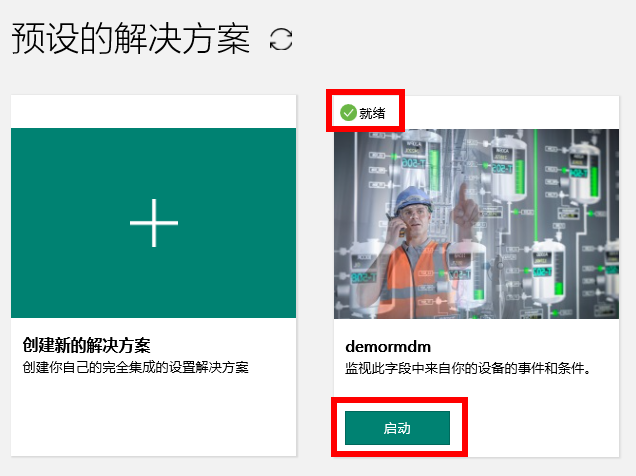 预设的解决方案
就绪
创建新的解决方案
创建你自己的完全集成的设置解决方案
demormdm
监视此字段中来自你的设备的事件和条件。
启动